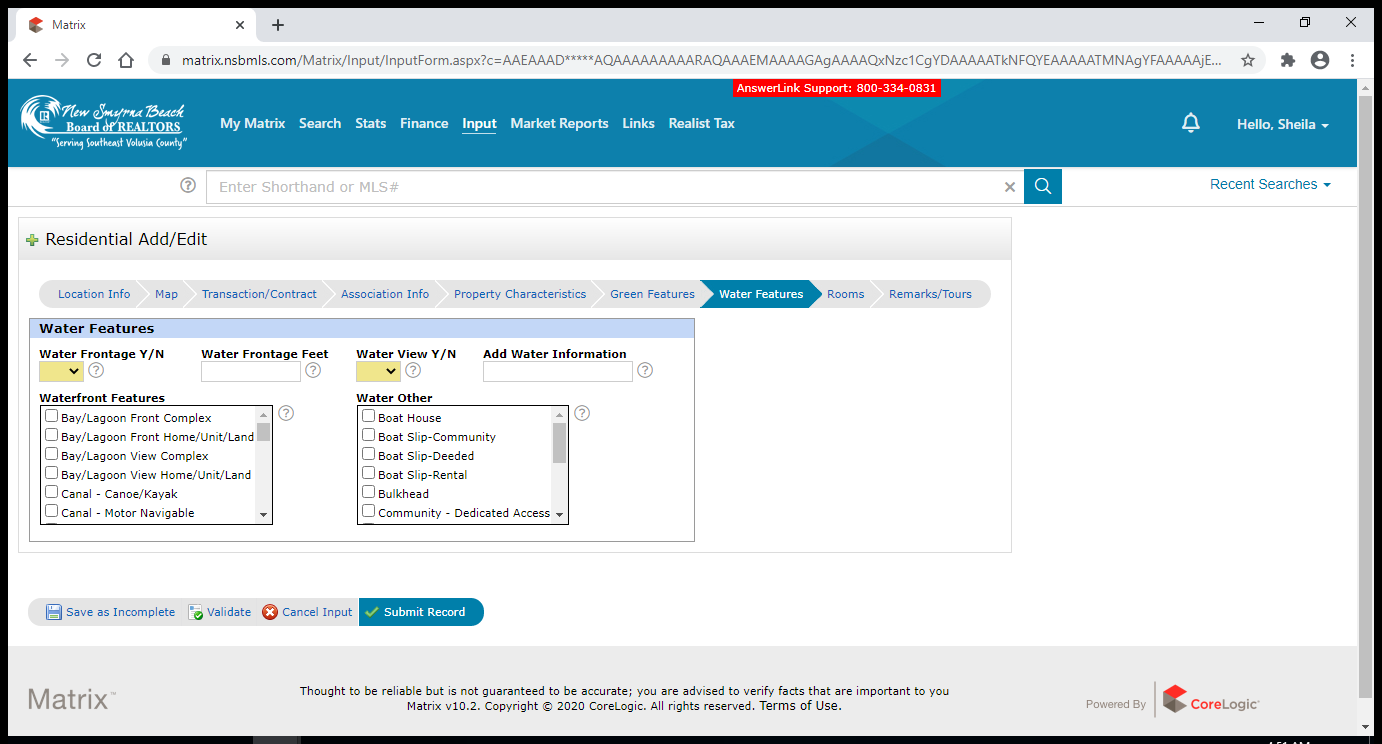 Matrix
matrix.nsbmls.com/Matrix/Input/InputForm.aspx?c=AAEAAAD*****AQAAAAAAAAARAQAAAEMAAAAGAgAAAAQxNzc1CgYDAAAAATkNFQYEAAAAATMNAgYFAAAAAjE...
AnswerLink Support: 800-334-0831
New Smyrna Beach
Board of REALTORS
"Serving Southeast Volusia County"
My Matrix Search Stats Finance Input Market Reports Links Realist Tax
Hello, Sheila
Enter Shorthand or MLS#
Recent Searches
Residential Add/Edit
Location Info Map Transaction/Contract Association Info Property Characteristics Green Features Water Features Rooms Remarks/Tours
Water Features
Water Frontage Y/N Water Frontage Feet Water View Y/N Add Water Information
Waterfront Features
Bay/Lagoon Front Complex
Bay/Lagoon Front Home/Unit/Land
Bay/Lagoon View Complex
Bay/Lagoon View Home/Unit/Land
Canal - Canoe/Kayak
Canal - Motor Navigable
Water Other
Boat House
Boat Slip-Community
Boat Slip-Deeded
Boat Slip-Rental
Bulkhead
Community - Dedicated Access
Save as Incomplete Validate Cancel Input Submit Record
Matrix™
Thought to be reliable but is not guaranteed to be accurate; you are advised to verify facts that are important to you
Matrix v10.2. Copyright © 2020 CoreLogic. All rights reserved. Terms of Use.
Powered By CoreLogic